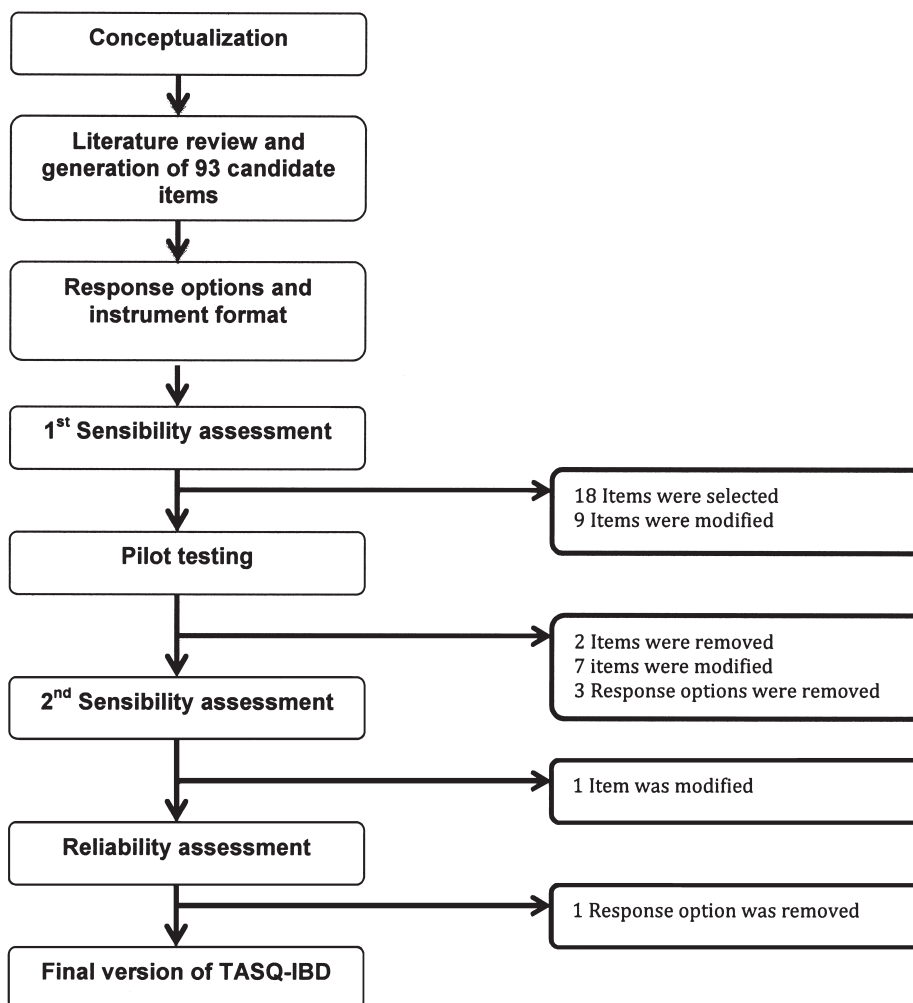 Conceptualization
Literature review and
generation of 93 candidate
items
Response options and
instrument format
1st Sensibility assessment
18 Items were selected
9 Items were modified
Pilot testing
2 Items were removed
7 items were modified
3 Response options were removed
2nd Sensibility assessment
1 Item was modified
Reliability assessment
1 Response option was removed
Final version of TASQ-IBD